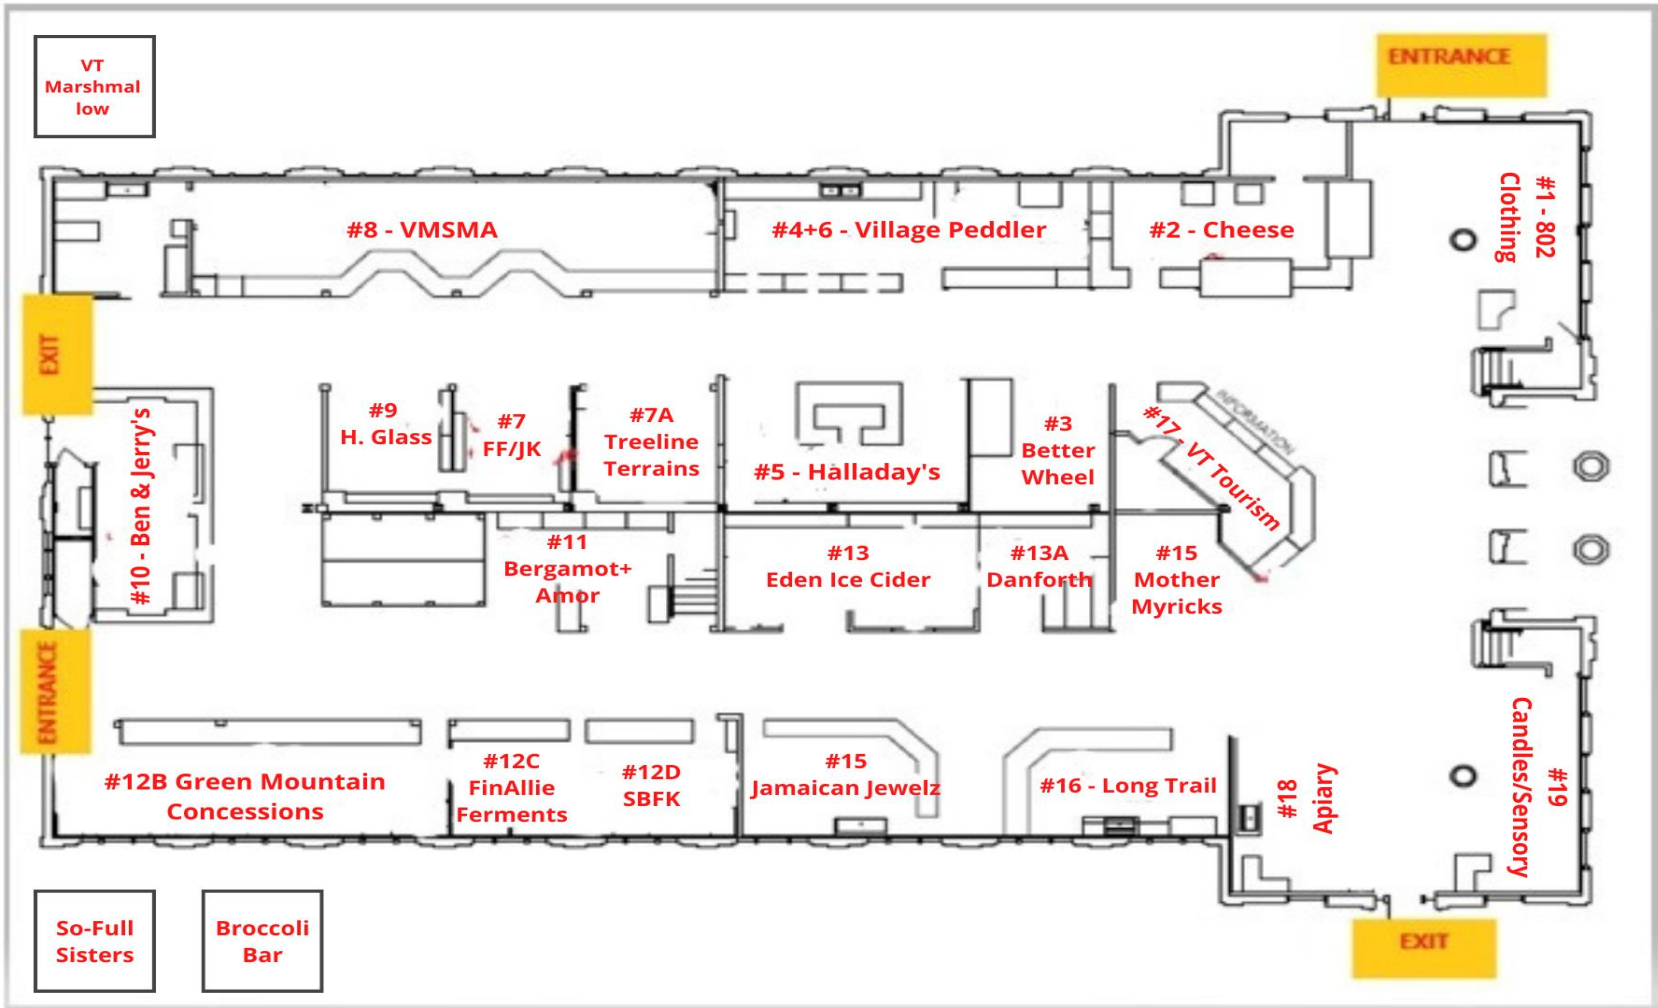 VT
Marshmal
low
ENTRANCE
#1 - 802
Clothing
#8 - VMSMA
#4+6 - Village Peddler
#2 - Cheese
EXIT
#9
H. Glass
#7
FF/JK
#7A
Treeline
Terrains
#5 - Halladay's
#3
Better
Wheel
INFORMATION
#17 - VT Tourism
#10 - Ben & Jerry's
#11
Bergamot+
Amor
#13
Eden Ice Cider
#13A
Danforth
#15
Mother
Myricks
ENTRANCE
#12B Green Mountain
Concessions
#12C
FinAllie
Ferments
#12D
SBFK
#15
Jamaican Jewelz
#16 - Long Trail
#18
Apiary
#19
Candles/Sensory
So-Full
Sisters
Broccoli
Bar
EXIT